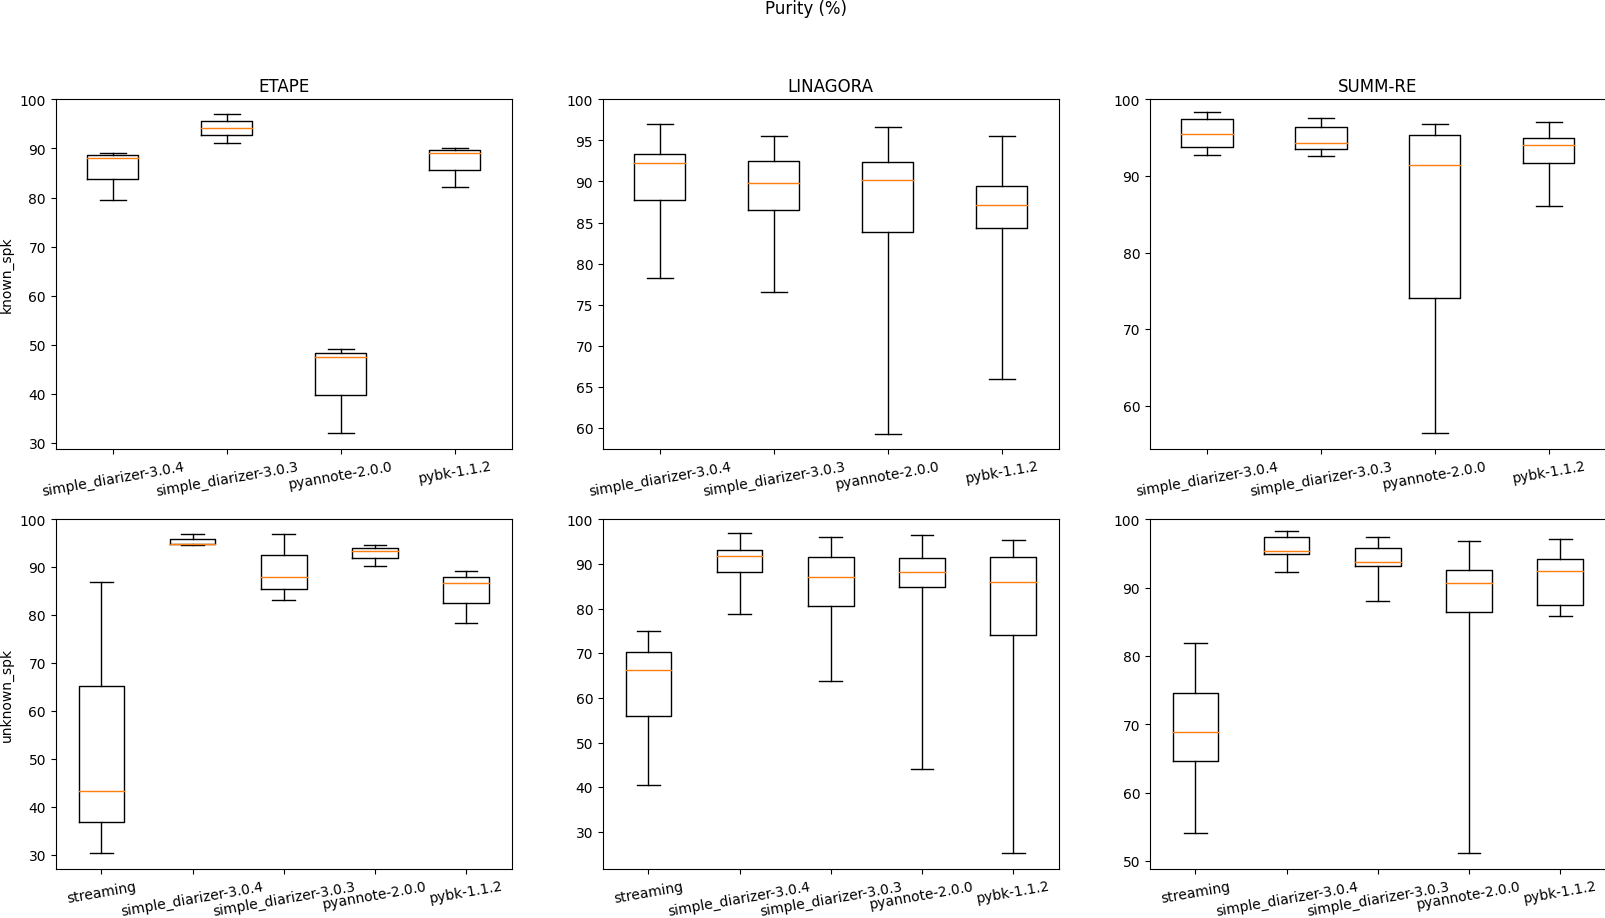 Purity (%)
ETAPE
LINAGORA
SUMM-RE
known_spk
100
90
80
70
60
50
40
30
simple_diarizer-3.0.4
simple_diarizer-3.0.3
pyannote-2.0.0
pybk-1.1.2
100
95
90
85
80
75
70
65
60
simple_diarizer-3.0.4
simple_diarizer-3.0.3
pyannote-2.0.0
pybk-1.1.2
100
90
80
70
60
simple_diarizer-3.0.4
simple_diarizer-3.0.3
pyannote-2.0.0
pybk-1.1.2
unknown_spk
100
90
80
70
60
50
40
30
streaming
simple_diarizer-3.0.4
simple_diarizer-3.0.3
pyannote-2.0.0
pybk-1.1.2
100
90
80
70
60
50
40
30
streaming
simple_diarizer-3.0.4
simple_diarizer-3.0.3
pyannote-2.0.0
pybk-1.1.2
100
90
80
70
60
50
streaming
simple_diarizer-3.0.4
simple_diarizer-3.0.3
pyannote-2.0.0
pybk-1.1.2